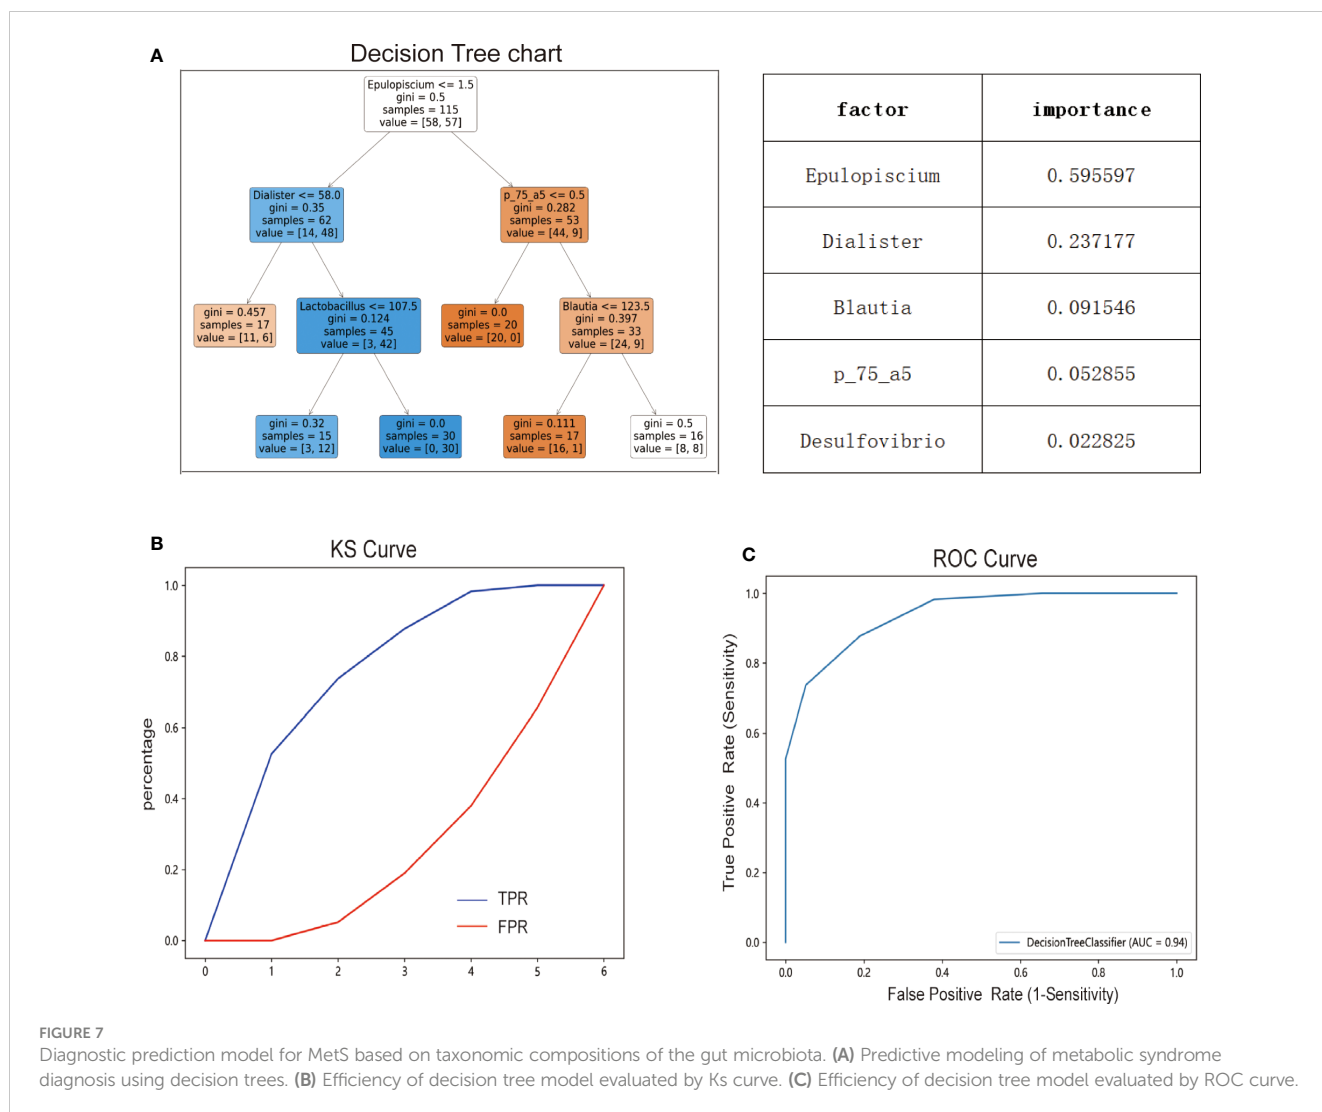 A
Decision Tree chart
Epulopiscium <= 1.5
gini = 0.5
samples = 115
value = [58, 57]
Dialister <= 58.0
gini = 0.35
samples = 62
value = [14, 48]
p_75_a5 <= 0.5
gini = 0.282
samples = 53
value = [44, 9]
gini = 0.457
samples = 17
value = [11, 6]
Lactobacillus <= 107.5
gini = 0.124
samples = 45
value = [3, 42]
gini = 0.0
samples = 20
value = [20, 0]
Blautia <= 123.5
gini = 0.397
samples = 33
value = [24, 9]
gini = 0.32
samples = 15
value = [3, 12]
gini = 0.0
samples = 30
value = [0, 30]
gini = 0.111
samples = 17
value = [16, 1]
gini = 0.5
samples = 16
value = [8, 8]
factor importance
Epulopiscium 0.595597
Dialister 0.237177
Blautia 0.091546
p_75_a5 0.052855
Desulfovibrio 0.022825
B
KS Curve
percentage
1.0
0.8
0.6
0.4
0.2
0.0
0 1 2 3 4 5 6
TPR
FPR
C
ROC Curve
True Positive Rate (Sensitivity)
1.0
0.8
0.6
0.4
0.2
0.0
DecisionTreeClassifier (AUC = 0.94)
0.0 0.2 0.4 0.6 0.8 1.0
False Positive Rate (1-Sensitivity)
FIGURE 7
Diagnostic prediction model for MetS based on taxonomic compositions of the gut microbiota. (A) Predictive modeling of metabolic syndrome
diagnosis using decision trees. (B) Efficiency of decision tree model evaluated by Ks curve. (C) Efficiency of decision tree model evaluated by ROC curve.